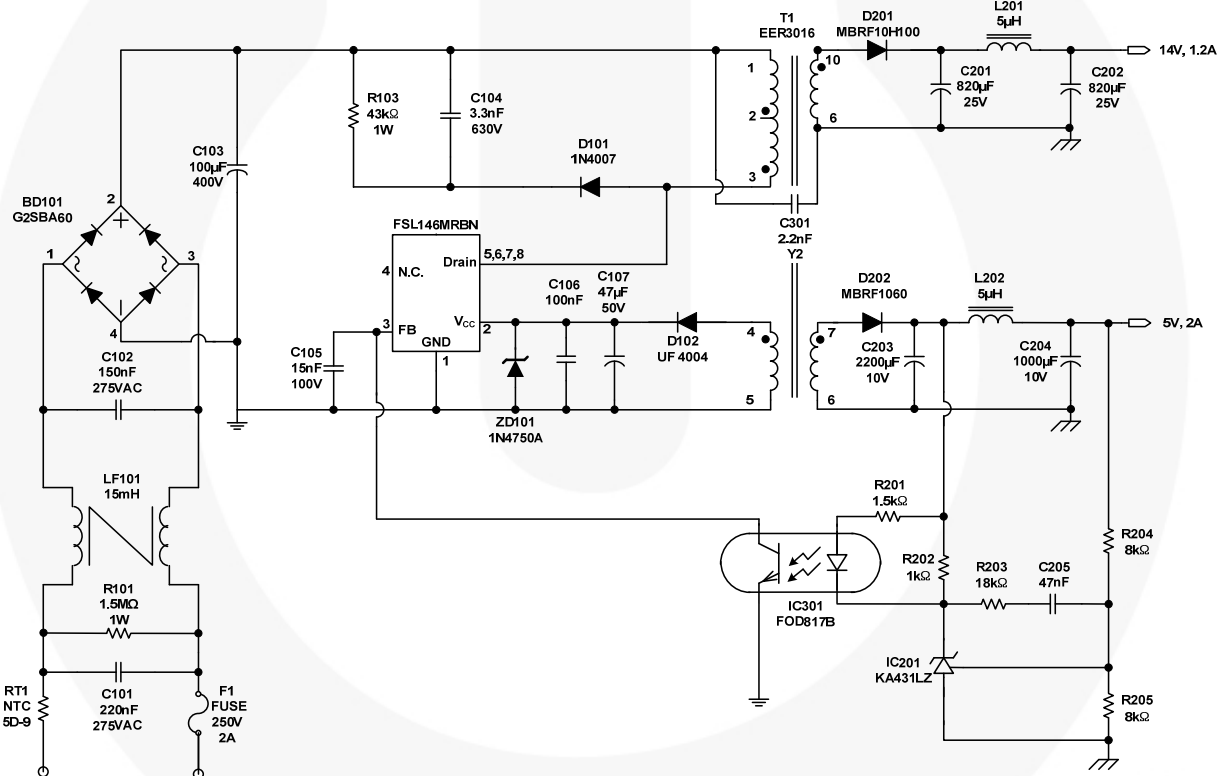 L201
5µH
T1
EER3016
D201
MBRF10H100
14V, 1.2A
1
10
R103
43kΩ
1W
C104
3.3nF
630V
C201
820µF
25V
C202
820µF
25V
2
6
C103
100µF
400V
D101
1N4007
3
BD101
G2SBA60
2
C301
2.2nF
Y2
FSL146MRBN
1
3
4
N.C.
Drain
5,6,7,8
C106
100nF
C107
47µF
50V
D202
MBRF1060
L202
5µH
4
3
FB
VCC
2
D102
UF 4004
4
7
5V, 2A
GND
1
C105
15nF
100V
C203
2200µF
10V
C204
1000µF
10V
C102
150nF
275VAC
ZD101
1N4750A
5
6
LF101
15mH
R201
1.5kΩ
R204
8kΩ
R202
1kΩ
R203
18kΩ
C205
47nF
R101
1.5MΩ
1W
IC301
FOD817B
IC201
KA431LZ
RT1
NTC
5D-9
C101
220nF
275VAC
F1
FUSE
250V
2A
R205
8kΩ